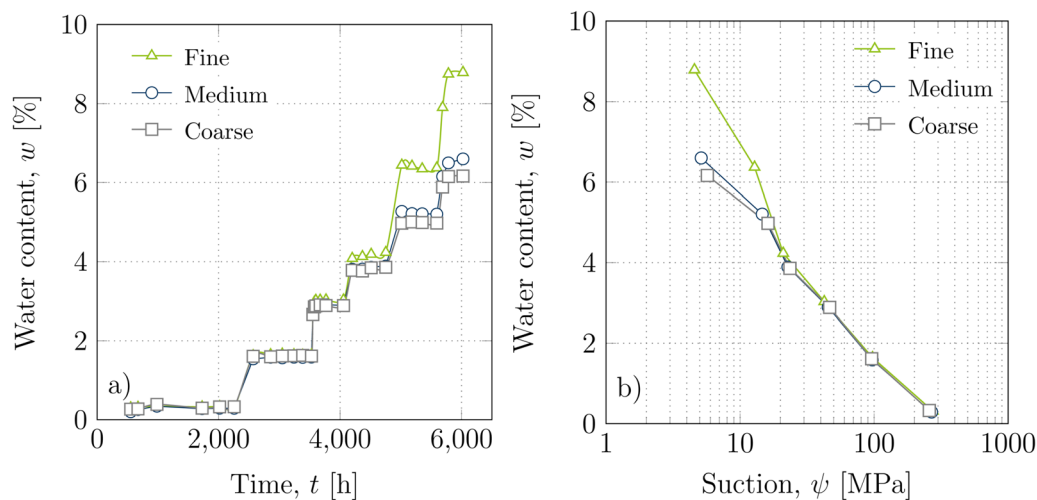 10
8
6
4
2
0
Water content, w [%]
Fine
Medium
Coarse
a)
0
2,000
4,000
6,000
Time, t [h]
10
8
6
4
2
0
Water content, w [%]
Fine
Medium
Coarse
b)
1
10
100
1000
Suction, ψ [MPa]